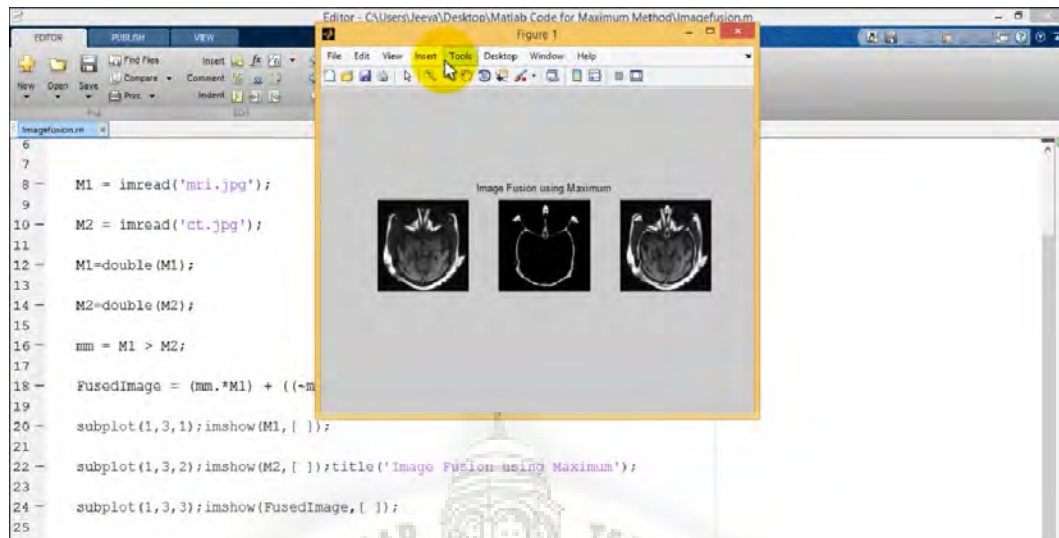 Editor - C:\Users\Jeeva\Desktop\Matlab Code for Maximum Method\Imagefusion.m
EDITOR PUBLISH VIEW
Figure 1
File Edit View Insert Tools Desktop Window Help
New Open Save
Find Files
Compare
Print
Insert fx
Comment
Indent
FILE
EDIT
Imagefusion.m
6
7
8 - M1 = imread('mri.jpg');
9
10 - M2 = imread('ct.jpg');
11
12 - M1=double(M1);
13
14 - M2=double(M2);
15
16 - mm = M1 > M2;
17
18 - FusedImage = (mm.*M1) + ((~m
19
20 - subplot(1,3,1);imshow(M1,[ ]);
21
22 - subplot(1,3,2);imshow(M2,[ ]);title('Image Fusion using Maximum');
23
24 - subplot(1,3,3);imshow(FusedImage,[ ]);
25
Image Fusion using Maximum